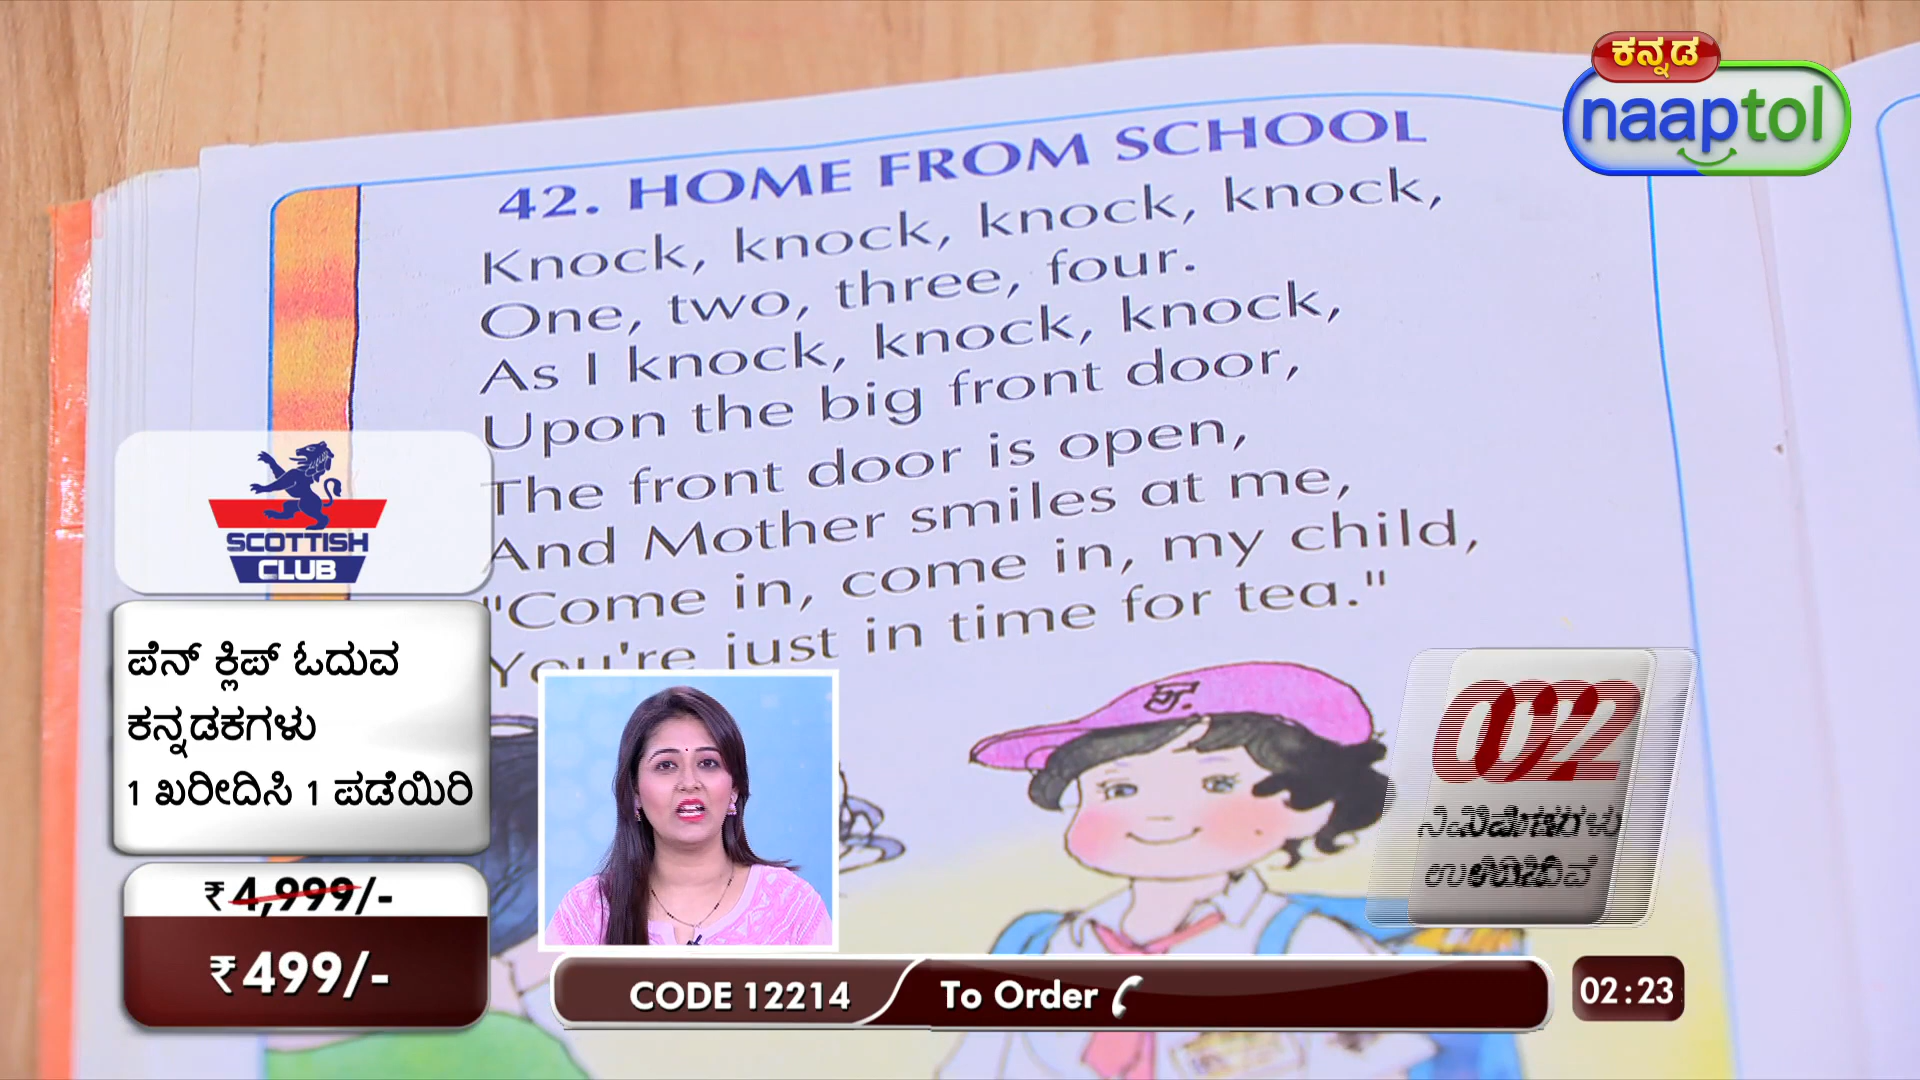 ಕನ್ನಡ
naaptol
42. HOME FROM SCHOOL
Knock, knock, knock, knock,
One, two, three, four.
As I knock, knock, knock,
Upon the big front door,
The front door is open,
And Mother smiles at me,
"Come in, come in, my child,
You're just in time for tea."
SCOTTISH
CLUB
ಪೆನ್ ಕ್ಲಿಪ್ ಓದುವ
ಕನ್ನಡಕಗಳು
1 ಖರೀದಿಸಿ 1 ಪಡೆಯಿರಿ
₹4,999/-
₹499/-
CODE 12214
To Order
02:23